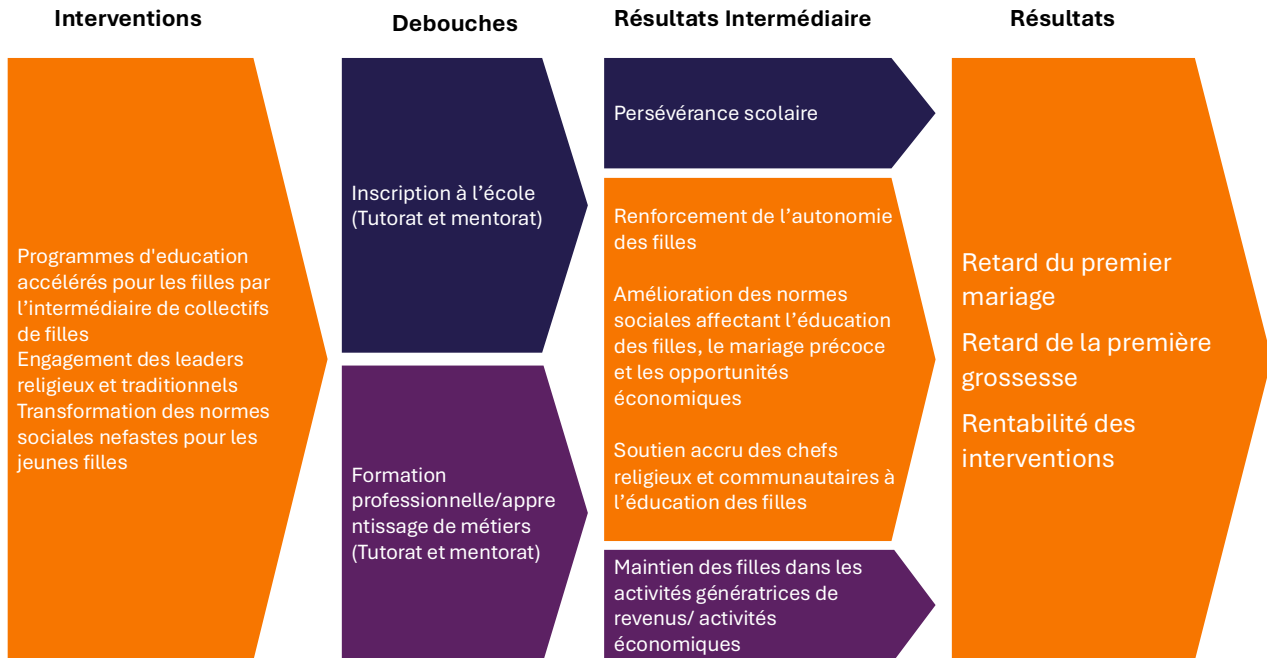 Interventions
Debouches
Résultats Intermédiaire
Résultats
Programmes d'education
accélérés pour les filles par
l’intermédiaire de collectifs
de filles
Engagement des leaders
religieux et traditionnels
Transformation des normes
sociales nefastes pour les
jeunes filles
Inscription à l’école
(Tutorat et mentorat)
Formation
professionnelle/appre
ntissage de métiers
(Tutorat et mentorat)
Persévérance scolaire
Renforcement de l’autonomie
des filles
Amélioration des normes
sociales affectant l’éducation
des filles, le mariage précoce
et les opportunités
économiques
Soutien accru des chefs
religieux et communautaires à
l’éducation des filles
Maintien des filles dans les
activités génératrices de
revenus/ activités
économiques
Retard du premier
mariage
Retard de la première
grossesse
Rentabilité des
interventions